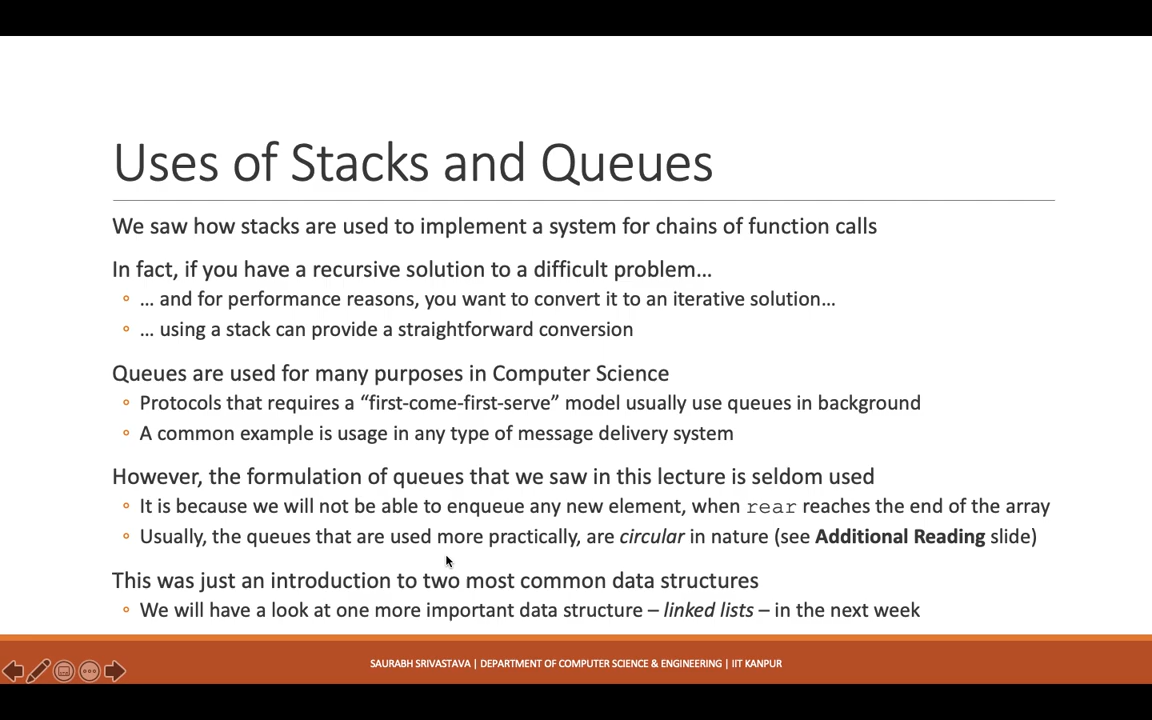 Uses of Stacks and Queues
We saw how stacks are used to implement a system for chains of function calls
In fact, if you have a recursive solution to a difficult problem…
… and for performance reasons, you want to convert it to an iterative solution…
… using a stack can provide a straightforward conversion
Queues are used for many purposes in Computer Science
Protocols that requires a “first-come-first-serve” model usually use queues in background
A common example is usage in any type of message delivery system
However, the formulation of queues that we saw in this lecture is seldom used
It is because we will not be able to enqueue any new element, when rear reaches the end of the array
Usually, the queues that are used more practically, are circular in nature (see Additional Reading slide)
This was just an introduction to two most common data structures
We will have a look at one more important data structure – linked lists – in the next week
SAURABH SRIVASTAVA | DEPARTMENT OF COMPUTER SCIENCE & ENGINEERING | IIT KANPUR